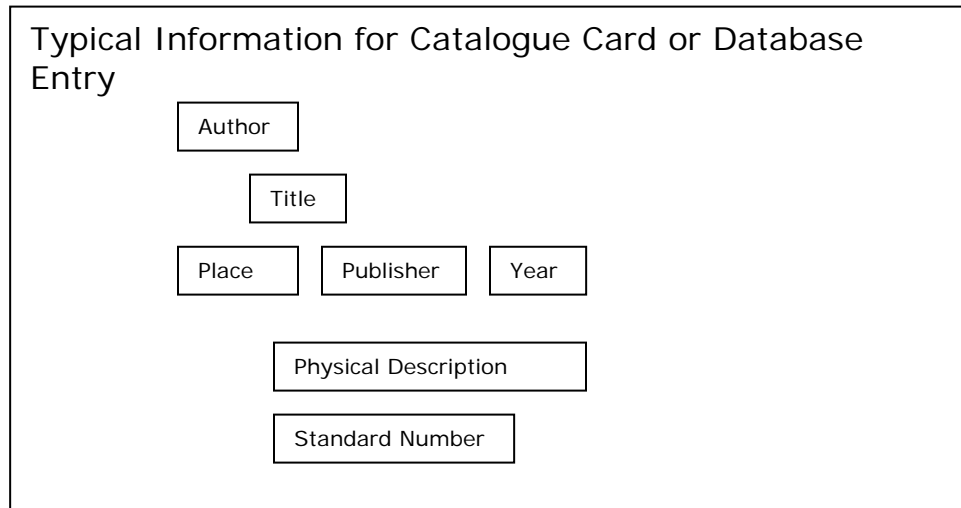 Typical Information for Catalogue Card or Database
Entry
Author
Title
Place Publisher Year
Physical Description
Standard Number